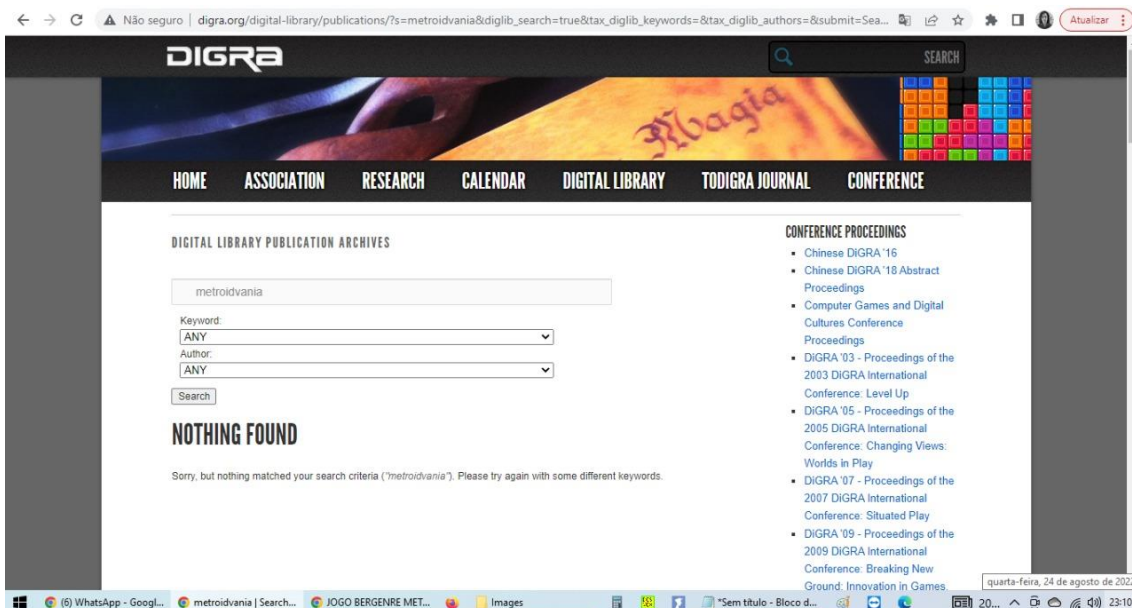 Não seguro
digra.org/digital-library/publications/?s=metroidvania&diglib_search=true&tax_diglib_keywords=&tax_diglib_authors=&submit=Sea...
Atualizar
DIGRa
SEARCH
Magia
HOME ASSOCIATION RESEARCH CALENDAR DIGITAL LIBRARY TODIGRA JOURNAL CONFERENCE
DIGITAL LIBRARY PUBLICATION ARCHIVES
metroidvania
Keyword:
ANY
Author:
ANY
Search
NOTHING FOUND
Sorry, but nothing matched your search criteria ("metroidvania"). Please try again with some different keywords.
CONFERENCE PROCEEDINGS
Chinese DiGRA '16
Chinese DiGRA '18 Abstract
Proceedings
Computer Games and Digital
Cultures Conference
Proceedings
DiGRA '03 - Proceedings of the
2003 DiGRA International
Conference: Level Up
DiGRA '05 - Proceedings of the
2005 DiGRA International
Conference: Changing Views:
Worlds in Play
DiGRA '07 - Proceedings of the
2007 DiGRA International
Conference: Situated Play
DiGRA '09 - Proceedings of the
2009 DiGRA International
Conference: Breaking New
Ground: Innovation in Games,
quarta-feira, 24 de agosto de 2022
(6) WhatsApp - Googl... metroidvania | Search... JOGO BERGENRE MET... Images *Sem título - Bloco d... 20... 23:10